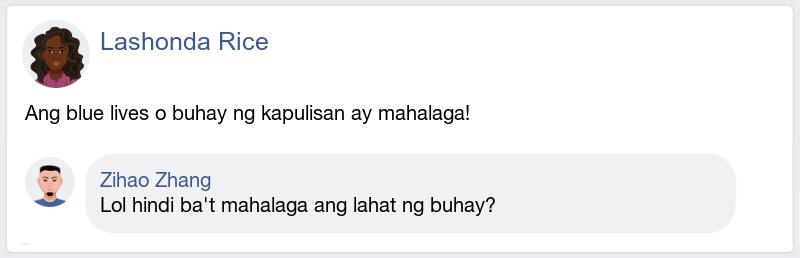 Lashonda Rice
Ang blue lives o buhay ng kapulisan ay mahalaga!
Zihao Zhang
Lol hindi ba't mahalaga ang lahat ng buhay?